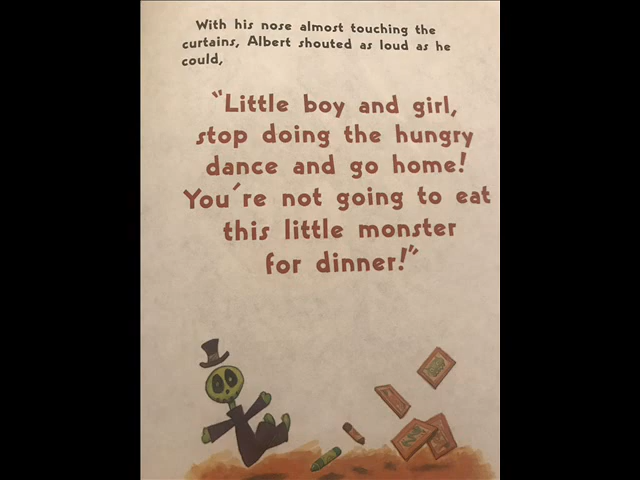 With his nose almost touching the
curtains, Albert shouted as loud as he
could,
"Little boy and girl,
stop doing the hungry
dance and go home!
You're not going to eat
this little monster
for dinner!"